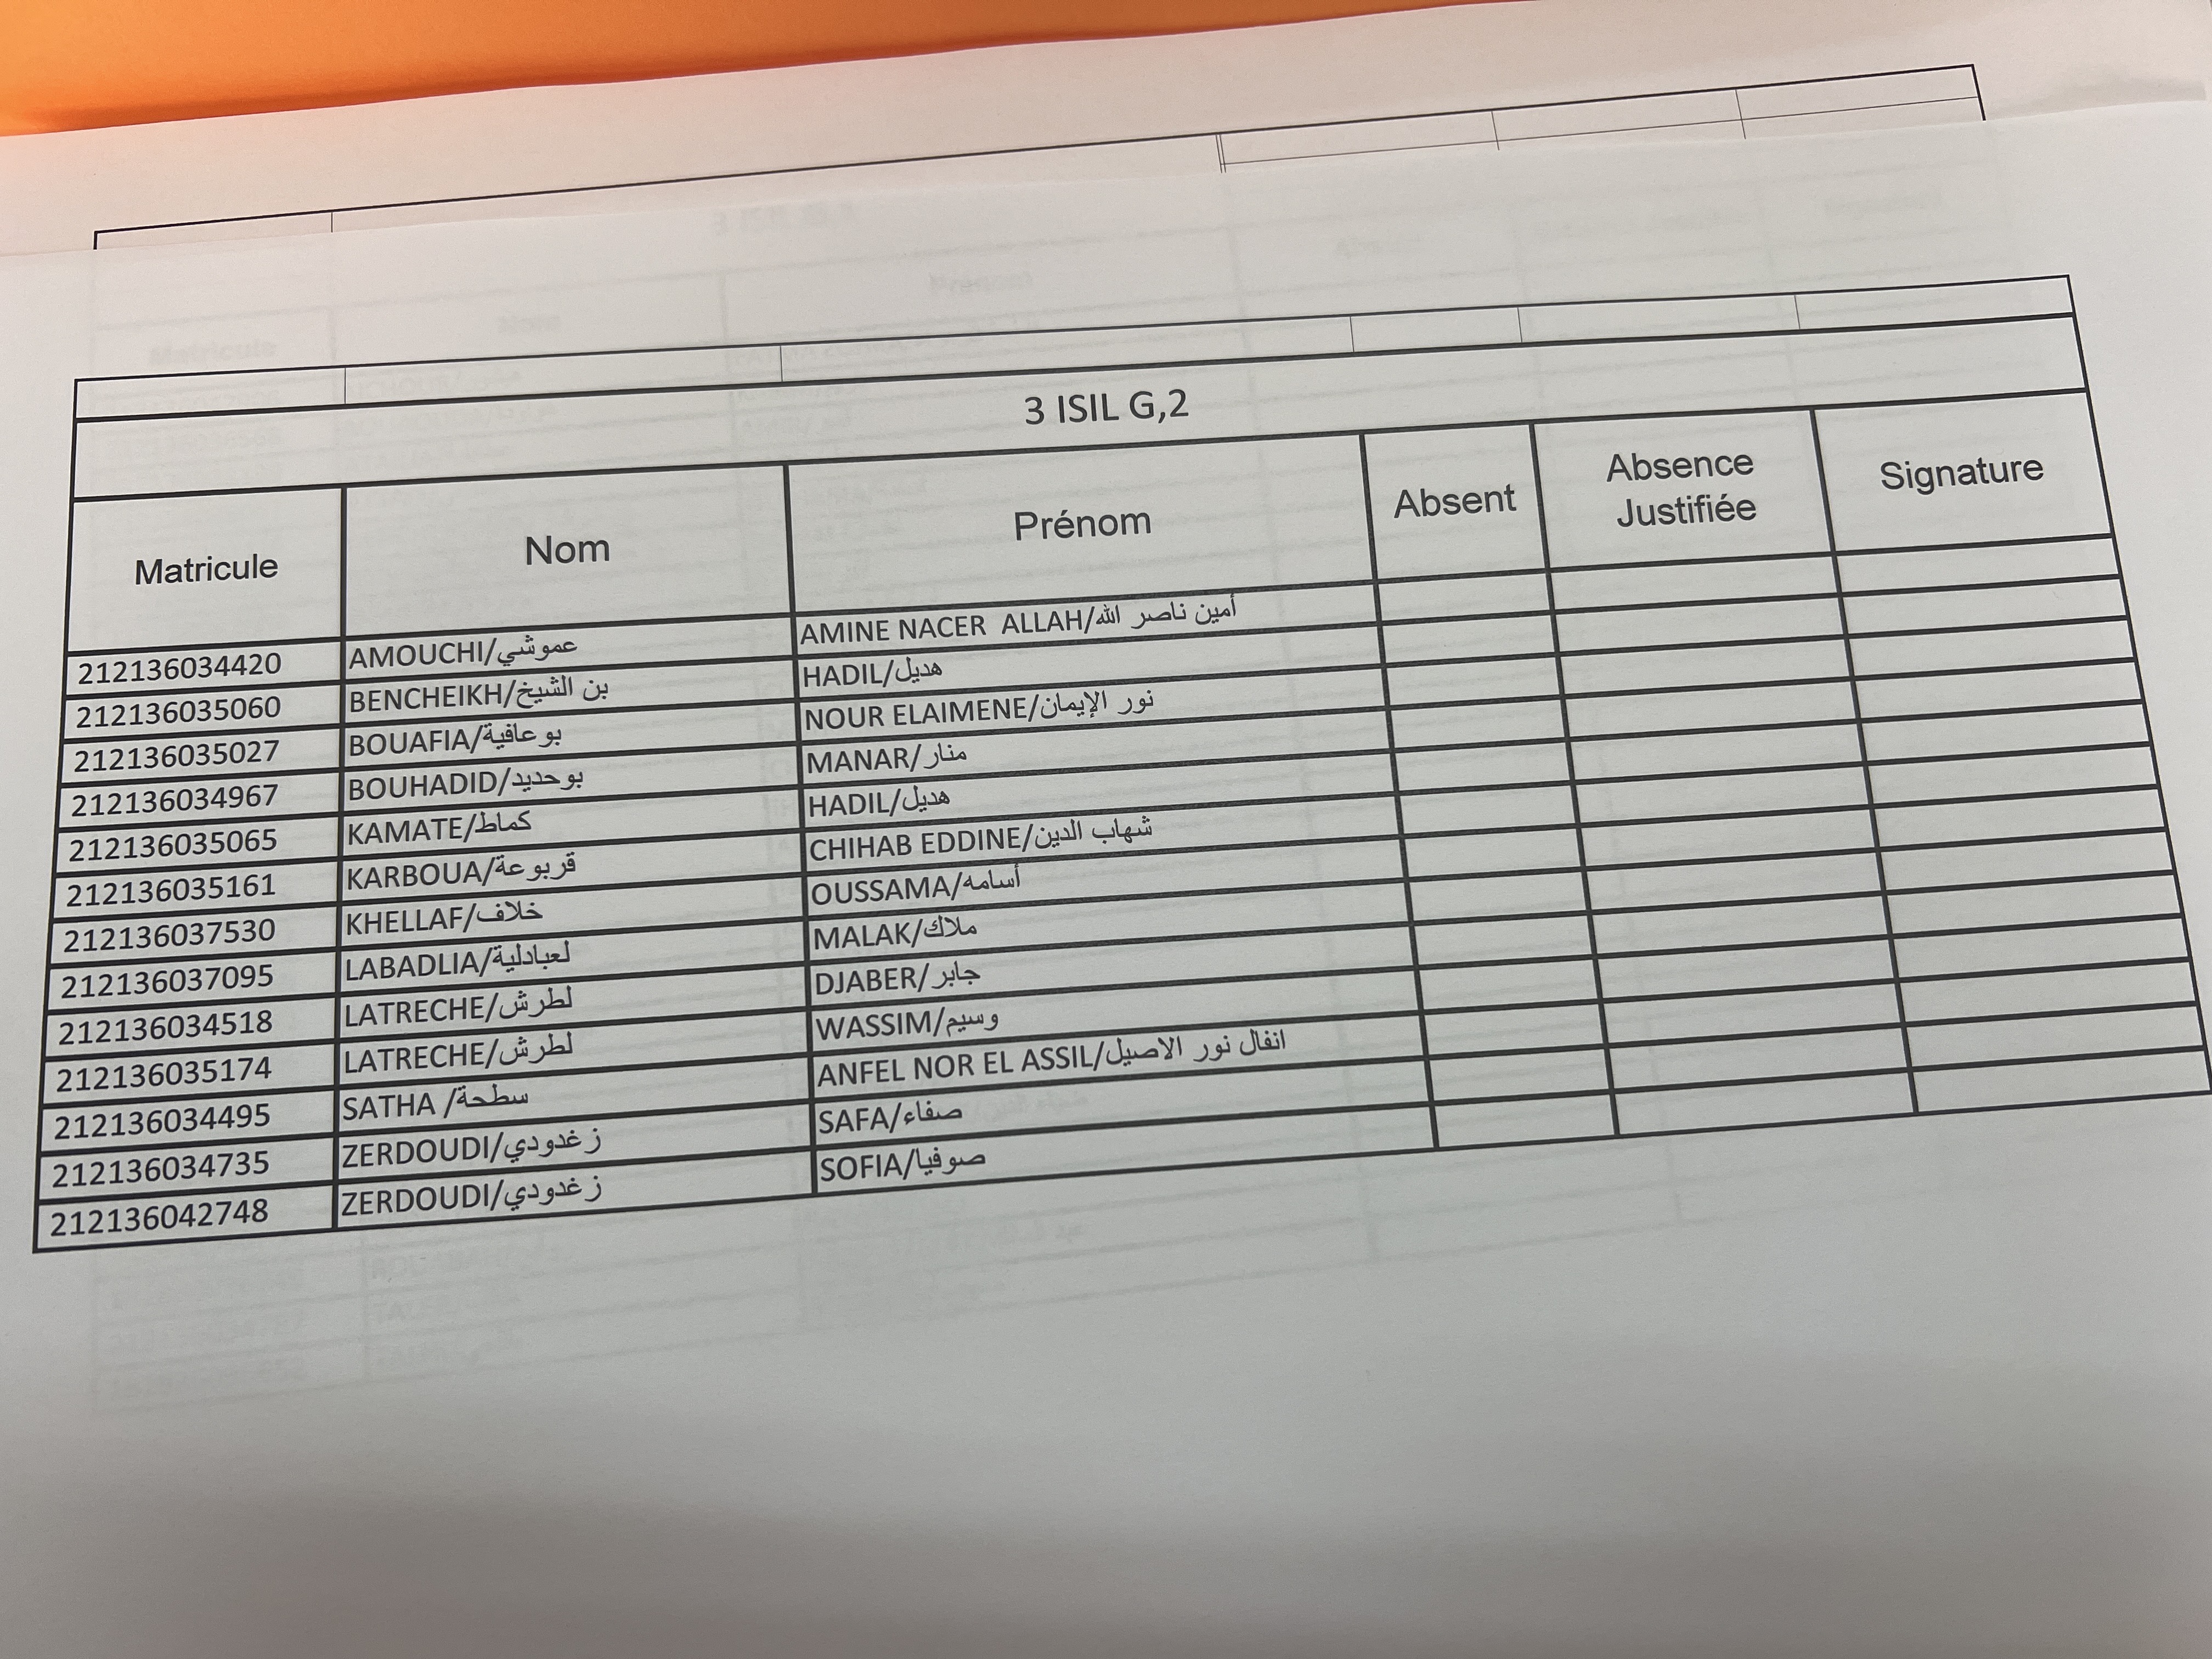 3 ISIL G,2
Matricule Nom Prénom Absent Absence Justifiée Signature
212136034420 AMOUCHI/عموشي AMINE NACER ALLAH/أمين ناصر الله
212136035060 BENCHEIKH/بن الشيخ HADIL/هديل
212136035027 BOUAFIA/بوعافية NOUR ELAIMENE/نور الإيمان
212136034967 BOUHADID/بوحديد MANAR/منار
212136035065 KAMATE/كماط HADIL/هديل
212136035161 KARBOUA/قربوعة CHIHAB EDDINE/شهاب الدين
212136037530 KHELLAF/خلاف OUSSAMA/أسامه
212136037095 LABADLIA/لعبادلية MALAK/ملاك
212136034518 LATRECHE/لطرش DJABER/جابر
212136035174 LATRECHE/لطرش WASSIM/وسيم
212136034495 SATHA /سطحة ANFEL NOR EL ASSIL/انفال نور الاصيل
212136034735 ZERDOUDI/زغدودي SAFA/صفاء
212136042748 ZERDOUDI/زغدودي SOFIA/صوفيا